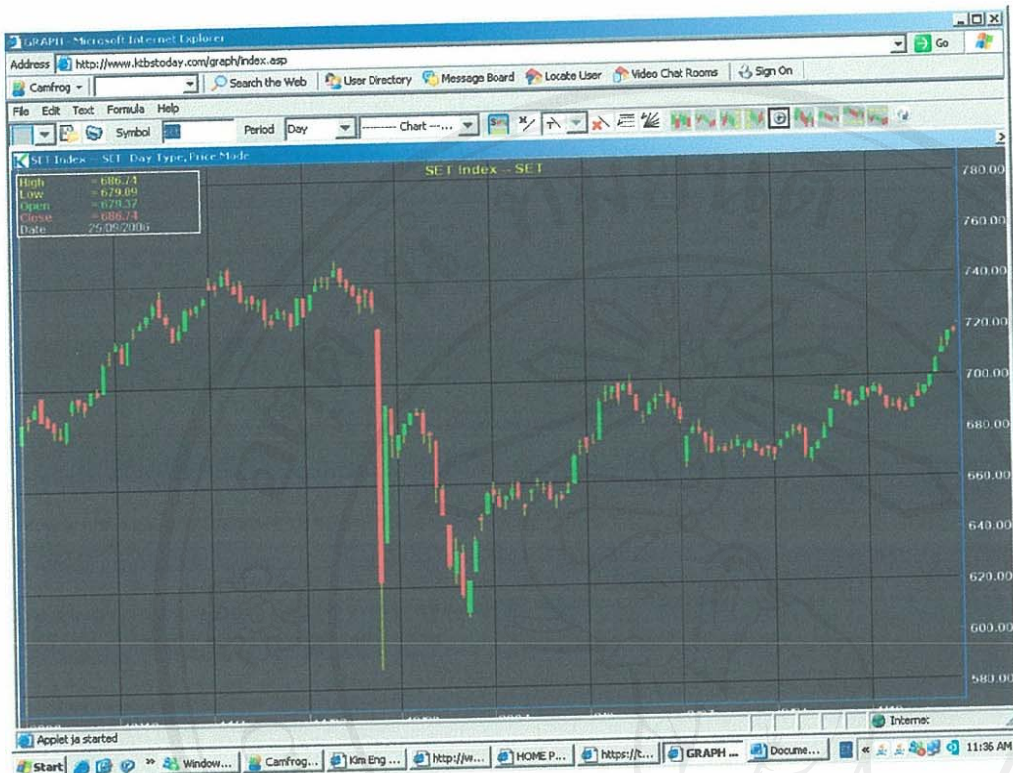 GRAPH - Microsoft Internet Explorer
Address http://www.ktbstoday.com/graph/index.asp Go
Camfrog Search the Web User Directory Message Board Locate User Video Chat Rooms Sign On
File Edit Text Formula Help
Symbol Period Day -------- Chart ---...
SET Index -- SET Day Type, Price Mode
SET Index -- SET
High = 686.74
Low = 679.09
Open = 679.37
Close = 686.74
Date 25/09/2006
780.00
760.00
740.00
720.00
700.00
680.00
660.00
640.00
620.00
600.00
580.00
Applet ja started Internet
Start » Window... Camfrog... Kim Eng ... http://w... HOME P... https://t... GRAPH ... Docume... « 11:36 AM